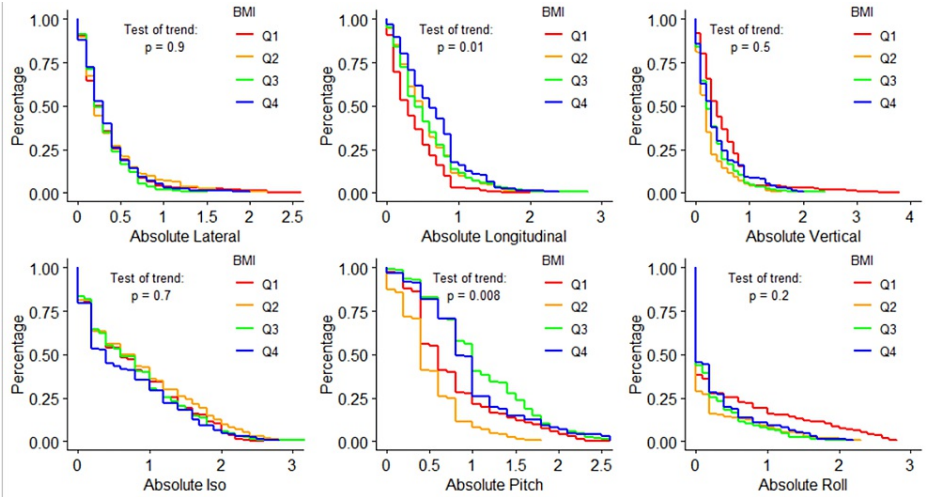 BMI
Test of trend:
p = 0.9
Q1
Q2
Q3
Q4
Percentage
1.00
0.75
0.50
0.25
0.00
0 0.5 1 1.5 2 2.5
Absolute Lateral
BMI
Test of trend:
p = 0.01
Q1
Q2
Q3
Q4
Percentage
1.00
0.75
0.50
0.25
0.00
0 1 2 3
Absolute Longitudinal
BMI
Test of trend:
p = 0.5
Q1
Q2
Q3
Q4
Percentage
1.00
0.75
0.50
0.25
0.00
0 1 2 3 4
Absolute Vertical
BMI
Test of trend:
p = 0.7
Q1
Q2
Q3
Q4
Percentage
1.00
0.75
0.50
0.25
0.00
0 1 2 3
Absolute Iso
BMI
Test of trend:
p = 0.008
Q1
Q2
Q3
Q4
Percentage
1.00
0.75
0.50
0.25
0.00
0 0.5 1 1.5 2 2.5
Absolute Pitch
BMI
Test of trend:
p = 0.2
Q1
Q2
Q3
Q4
Percentage
1.00
0.75
0.50
0.25
0.00
0 1 2 3
Absolute Roll